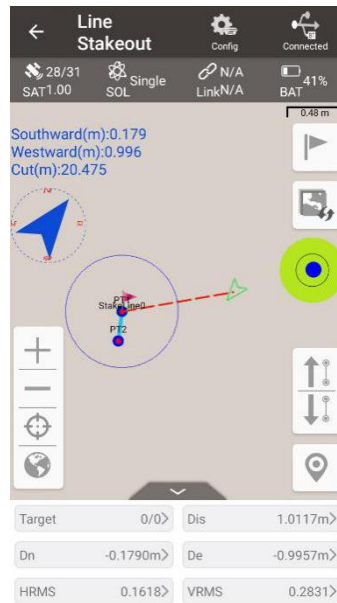 Line
Stakeout
Config
Connected
28/31
SAT1.00
Single
SOL
N/A
LinkN/A
41%
BAT
0.48 m
Southward(m):0.179
Westward(m):0.996
Cut(m):20.475
StakeLine0
PT2
Target 0/0> Dis 1.0117m>
Dn -0.1790m> De -0.9957m>
HRMS 0.1618> VRMS 0.2831>